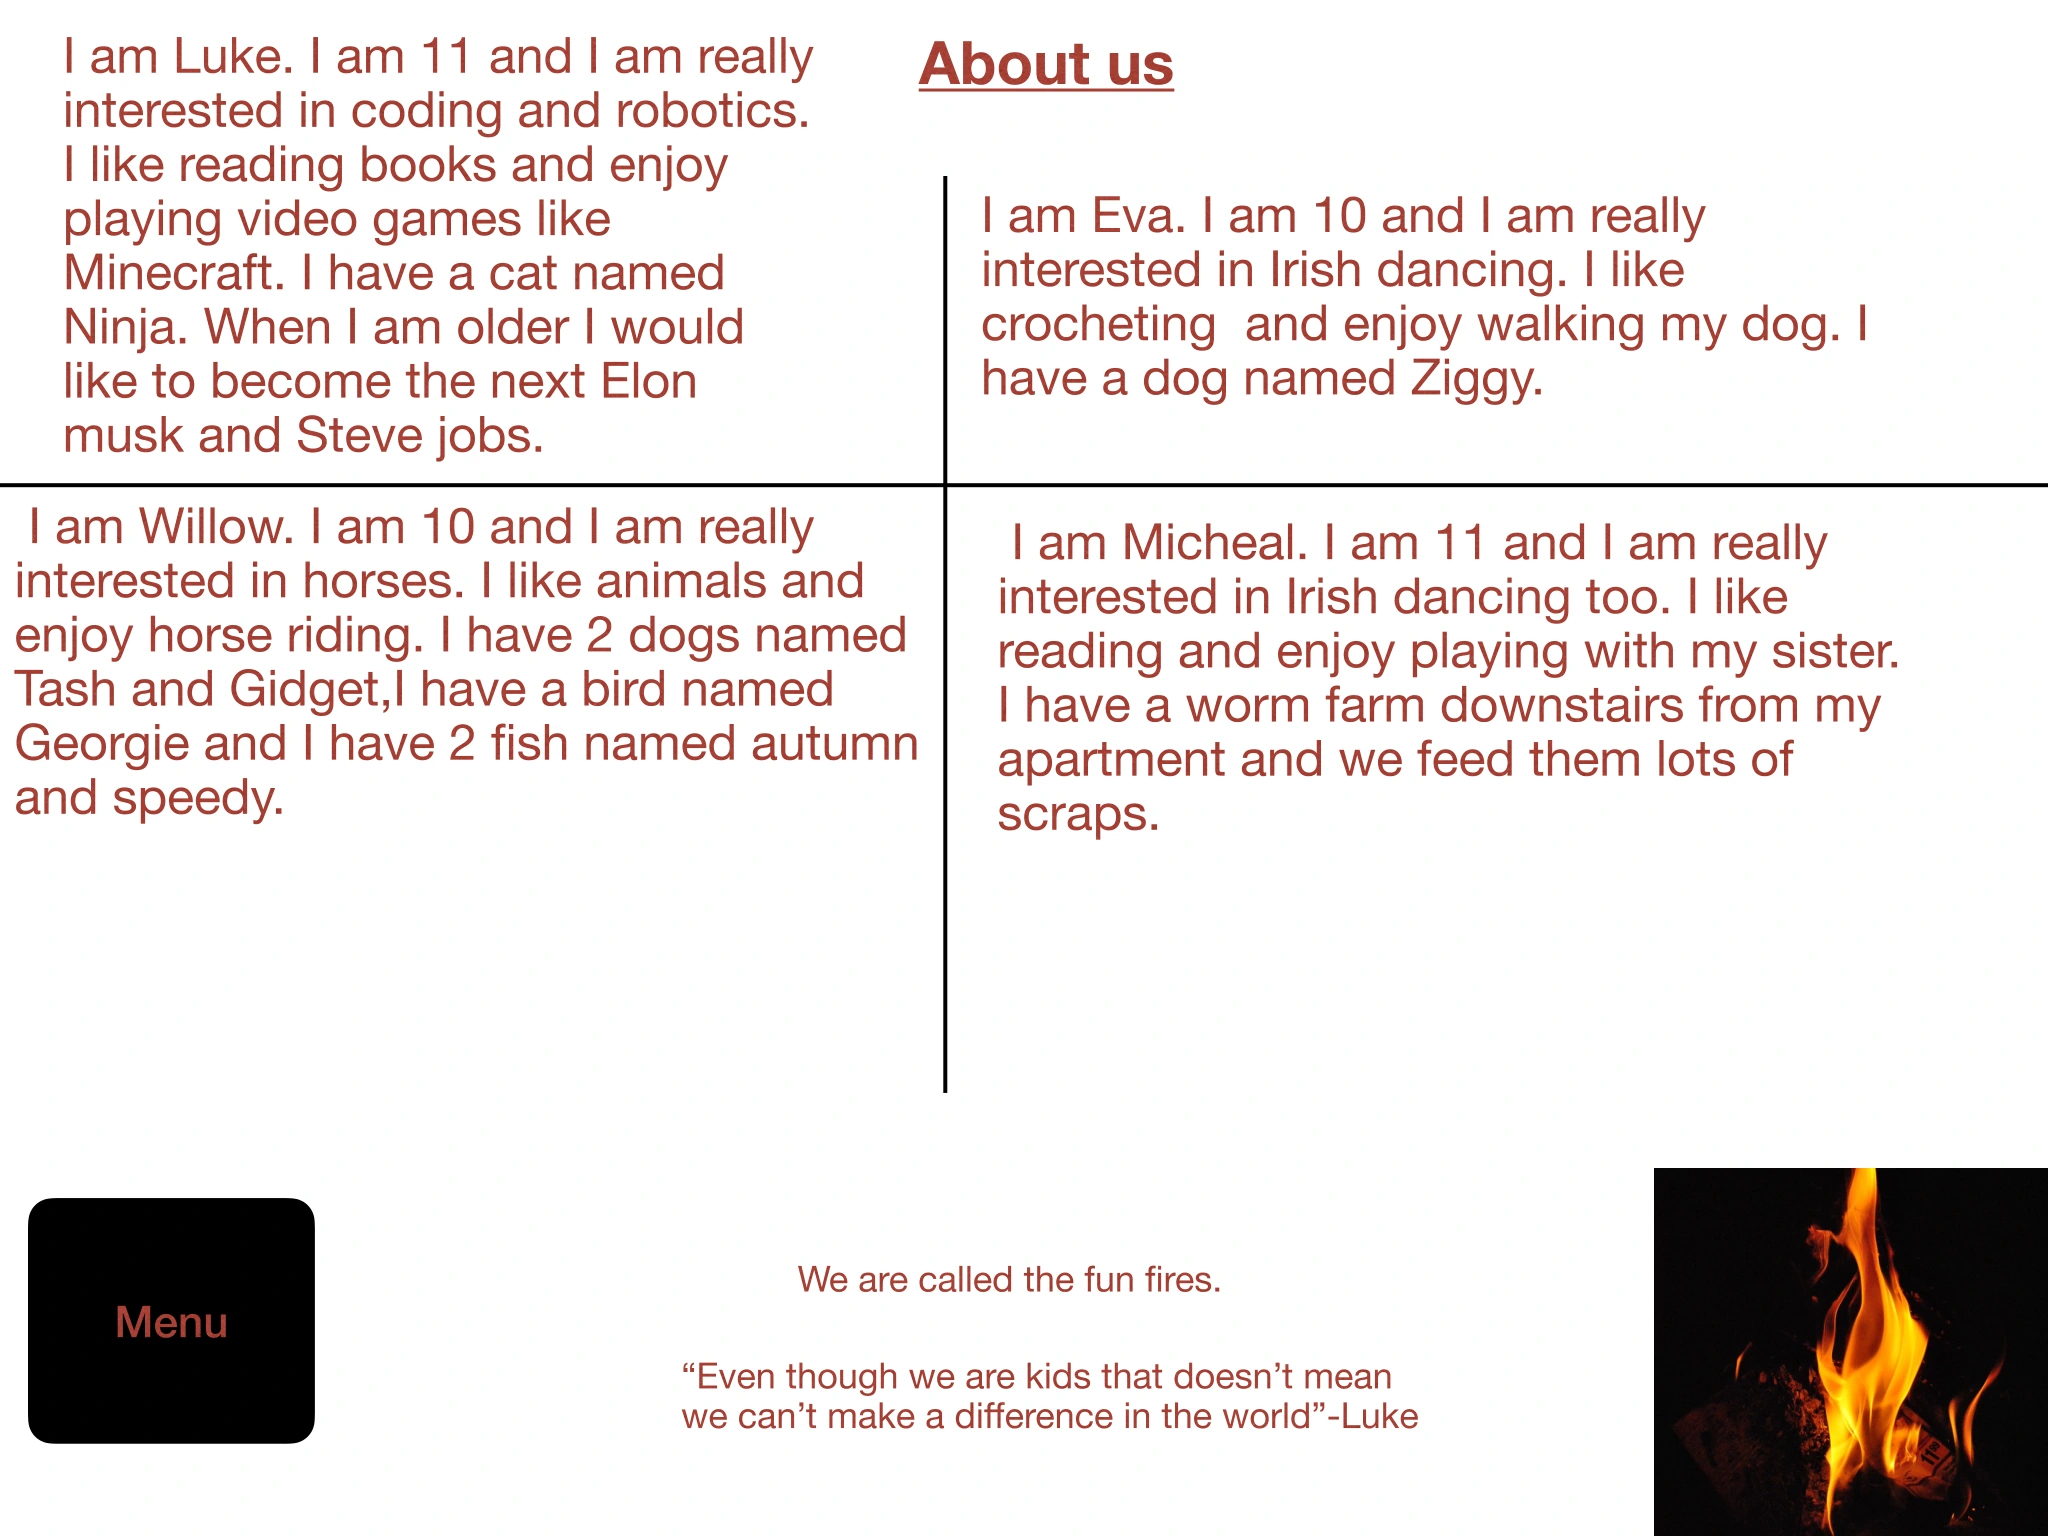 About us
I am Luke. I am 11 and I am really
interested in coding and robotics.
I like reading books and enjoy
playing video games like
Minecraft. I have a cat named
Ninja. When I am older I would
like to become the next Elon
musk and Steve jobs.
I am Eva. I am 10 and I am really
interested in Irish dancing. I like
crocheting  and enjoy walking my dog. I
have a dog named Ziggy.
I am Willow. I am 10 and I am really
interested in horses. I like animals and
enjoy horse riding. I have 2 dogs named
Tash and Gidget,I have a bird named
Georgie and I have 2 fish named autumn
and speedy.
I am Micheal. I am 11 and I am really
interested in Irish dancing too. I like
reading and enjoy playing with my sister.
I have a worm farm downstairs from my
apartment and we feed them lots of
scraps.
Menu
We are called the fun fires.
“Even though we are kids that doesn’t mean
we can’t make a difference in the world”-Luke